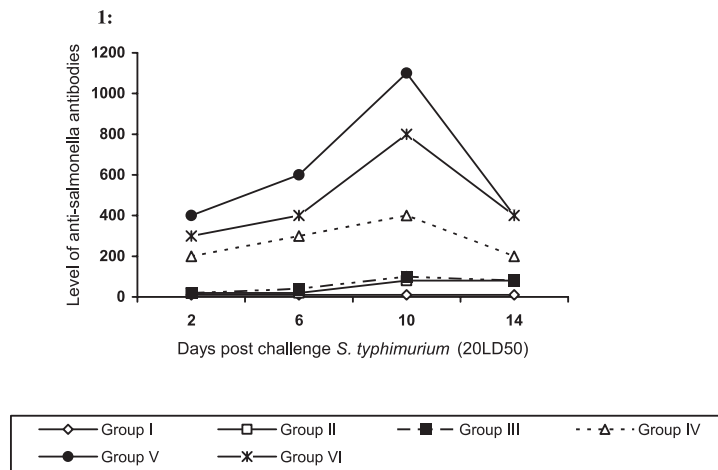 1:
Level of anti-salmonella antibodies
1200
1000
800
600
400
200
0
2 6 10 14
Days post challenge S. typhimurium (20LD50)
Group I Group II Group III Group IV
Group V Group VI